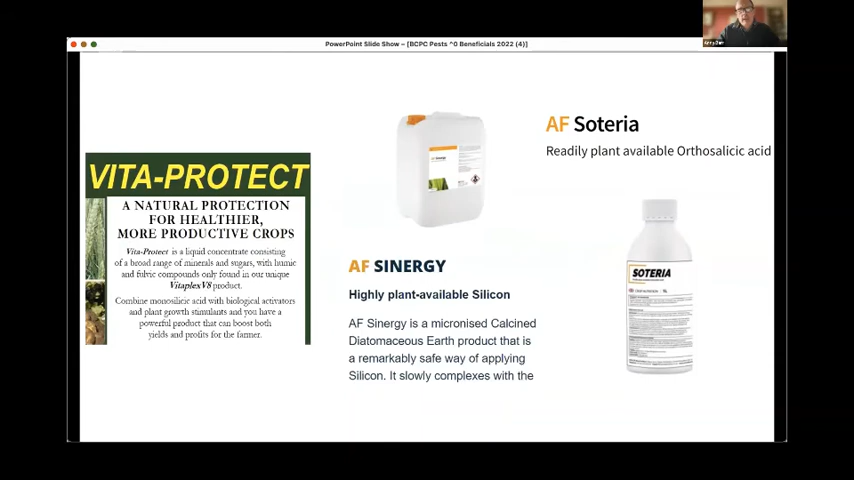 PowerPoint Slide Show – [BCPC Pests ^0 Beneficials 2022 (4)]
VITA-PROTECT
A NATURAL PROTECTION
FOR HEALTHIER,
MORE PRODUCTIVE CROPS
Vita-Protect is a liquid concentrate consisting
of a broad range of minerals and sugars, with humic
and fulvic compounds only found in our unique
VitaplexV8 product.
Combine monosilicic acid with biological activators
and plant growth stimulants and you have a
powerful product that can boost both
yields and profits for the farmer.
AF SINERGY
Highly plant-available Silicon
AF Sinergy is a micronised Calcined
Diatomaceous Earth product that is
a remarkably safe way of applying
Silicon. It slowly complexes with the
AF Soteria
Readily plant available Orthosalicic acid
SOTERIA